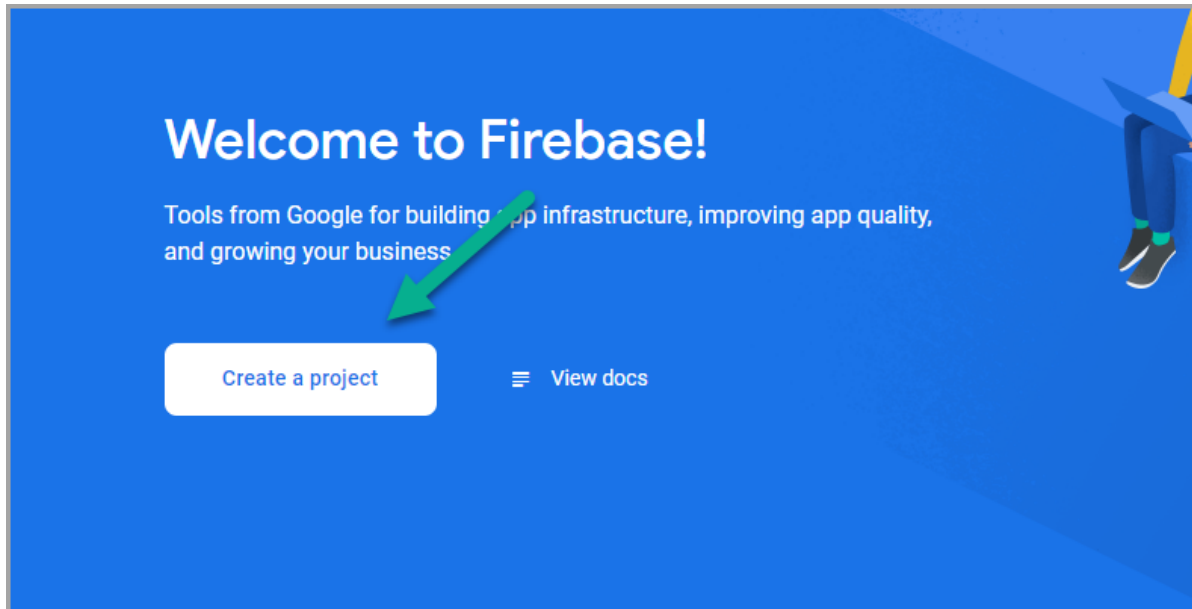 Welcome to Firebase!
Tools from Google for building app infrastructure, improving app quality,
and growing your business
Create a project
View docs